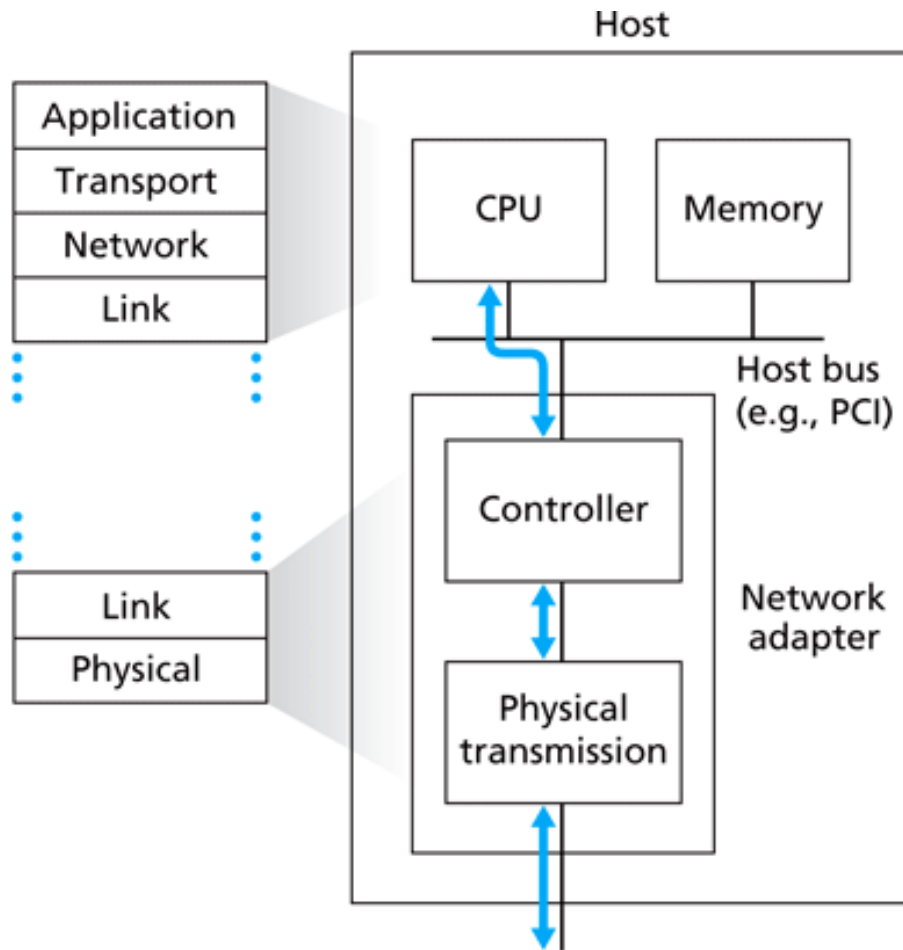 Host
Application
Transport
Network
Link
CPU
Memory
Host bus
(e.g., PCI)
Controller
Link
Physical
Network
adapter
Physical
transmission